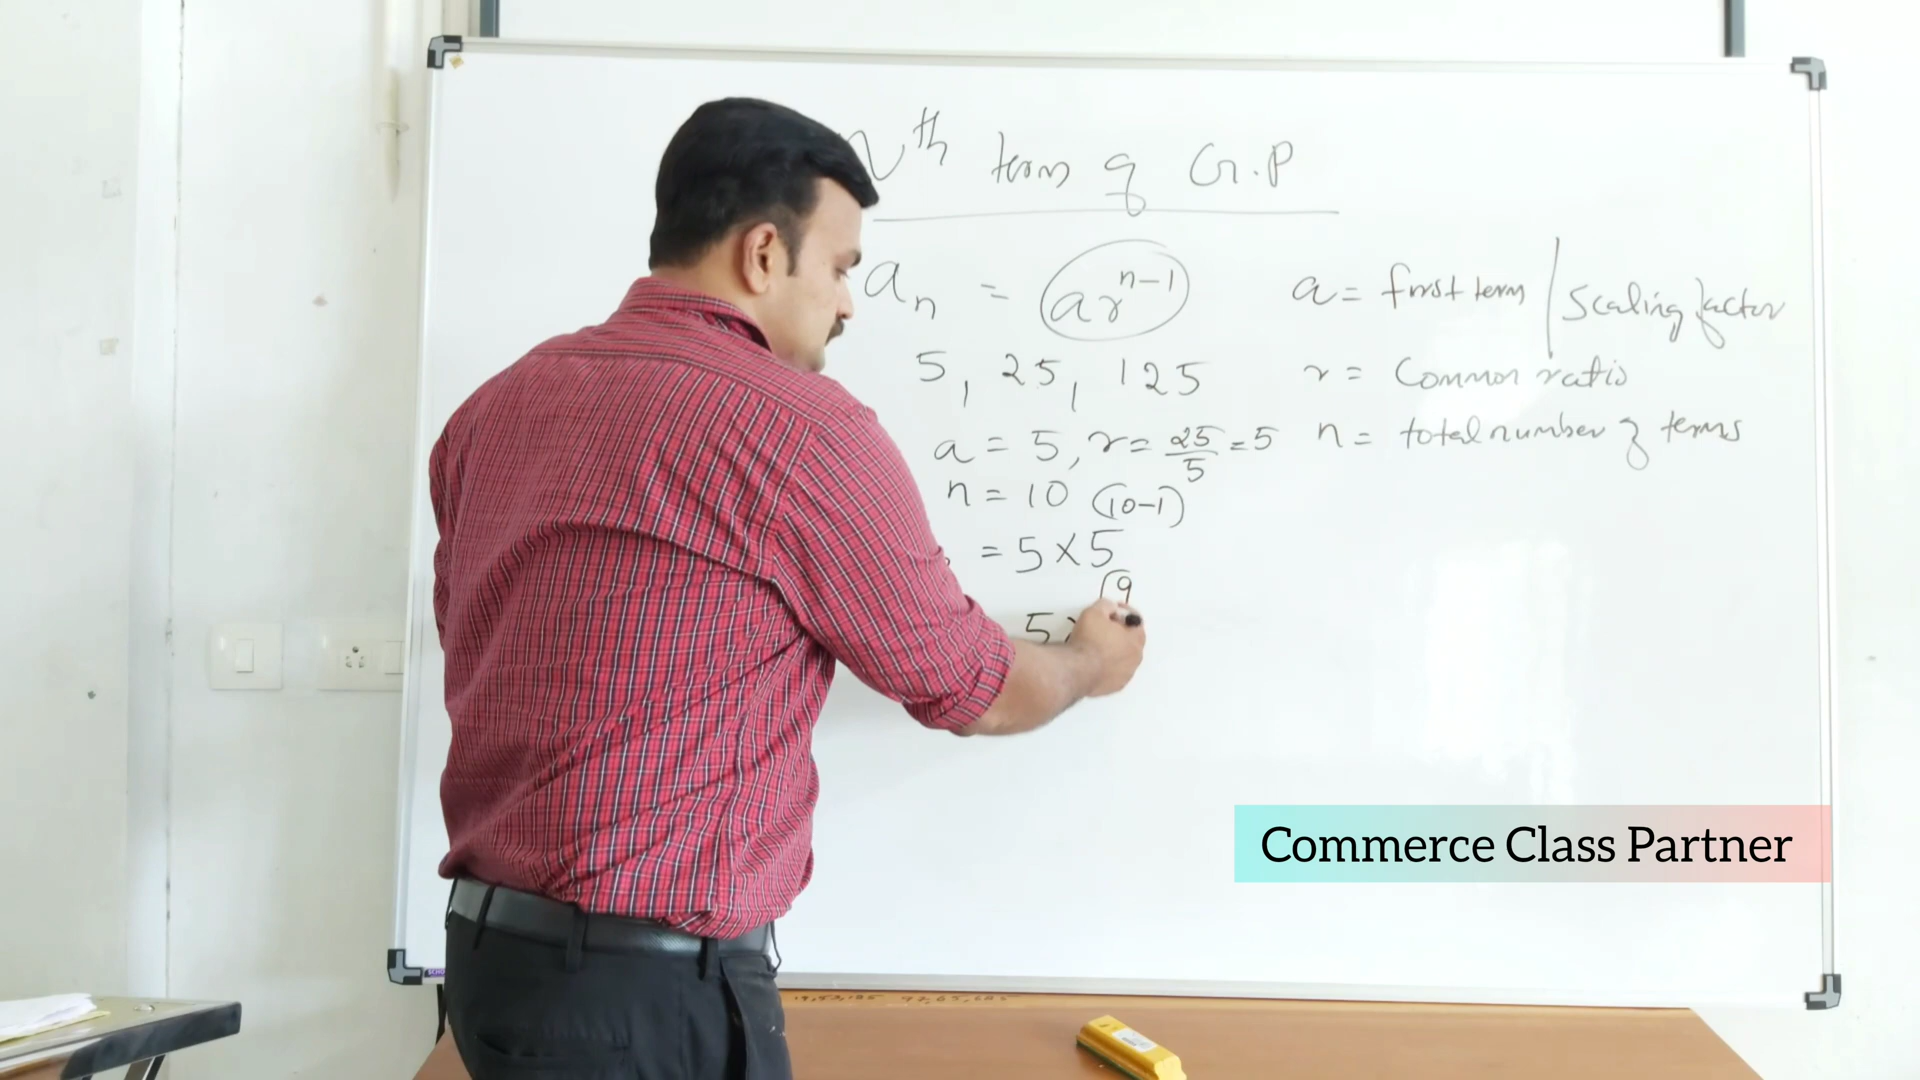 Nth term of G.P
an = ar^n-1
a = first term / Scaling factor
5, 25, 125
r = Common ratio
a = 5, r = 25/5 = 5
n = total number of terms
n = 10
= 5 × 5^(10-1)
5 × 9
Commerce Class Partner